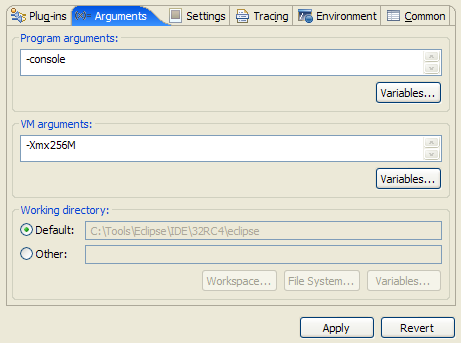 Plug-ins Arguments Settings Tracing Environment Common
Program arguments:
-console
Variables...
VM arguments:
-Xmx256M
Variables...
Working directory:
Default: C:\Tools\Eclipse\IDE\32RC4\eclipse
Other:
Workspace... File System... Variables...
Apply Revert